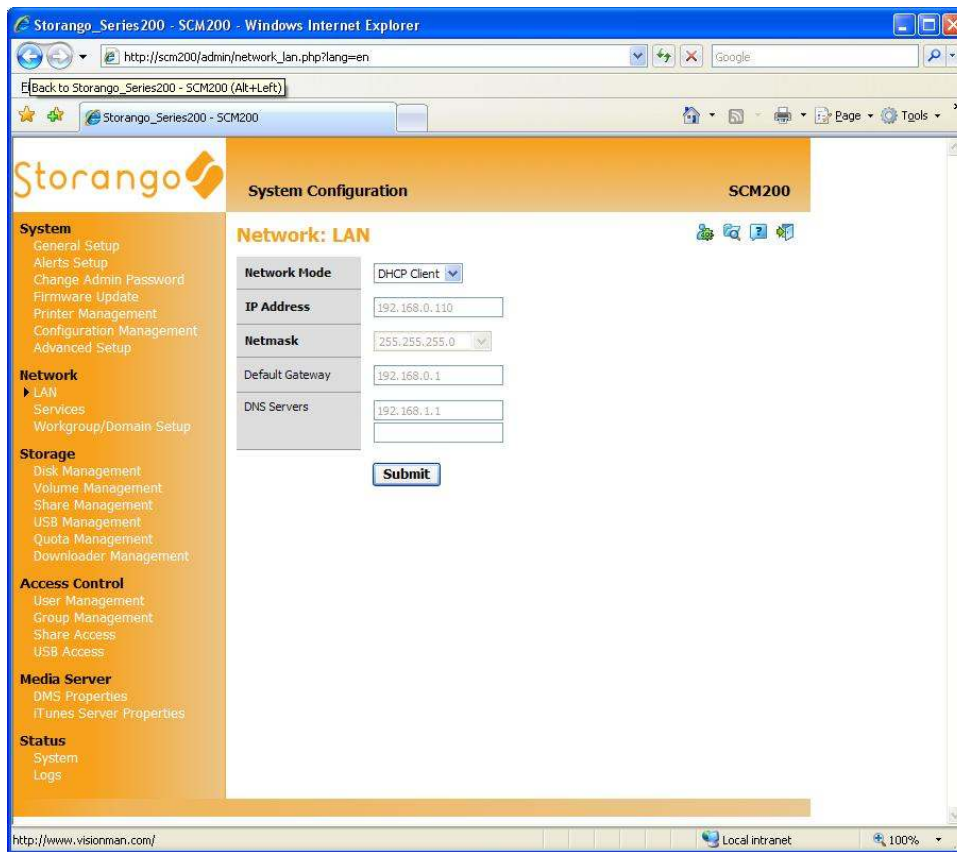 Storango_Series200 - SCM200 - Windows Internet Explorer
http://scm200/admin/network_lan.php?lang=en
Google
Back to Storango_Series200 - SCM200 (Alt+Left)
Storango_Series200 - SCM200
Page
Tools
Storango
System Configuration
SCM200
System
General Setup
Alerts Setup
Change Admin Password
Firmware Update
Printer Management
Configuration Management
Advanced Setup
Network
LAN
Services
Workgroup/Domain Setup
Storage
Disk Management
Volume Management
Share Management
USB Management
Quota Management
Downloader Management
Access Control
User Management
Group Management
Share Access
USB Access
Media Server
DMS Properties
iTunes Server Properties
Status
System
Logs
Network: LAN
Network Mode
DHCP Client
IP Address
192.168.0.110
Netmask
255.255.255.0
Default Gateway
192.168.0.1
DNS Servers
192.168.1.1
Submit
http://www.visionman.com/
Local intranet
100%